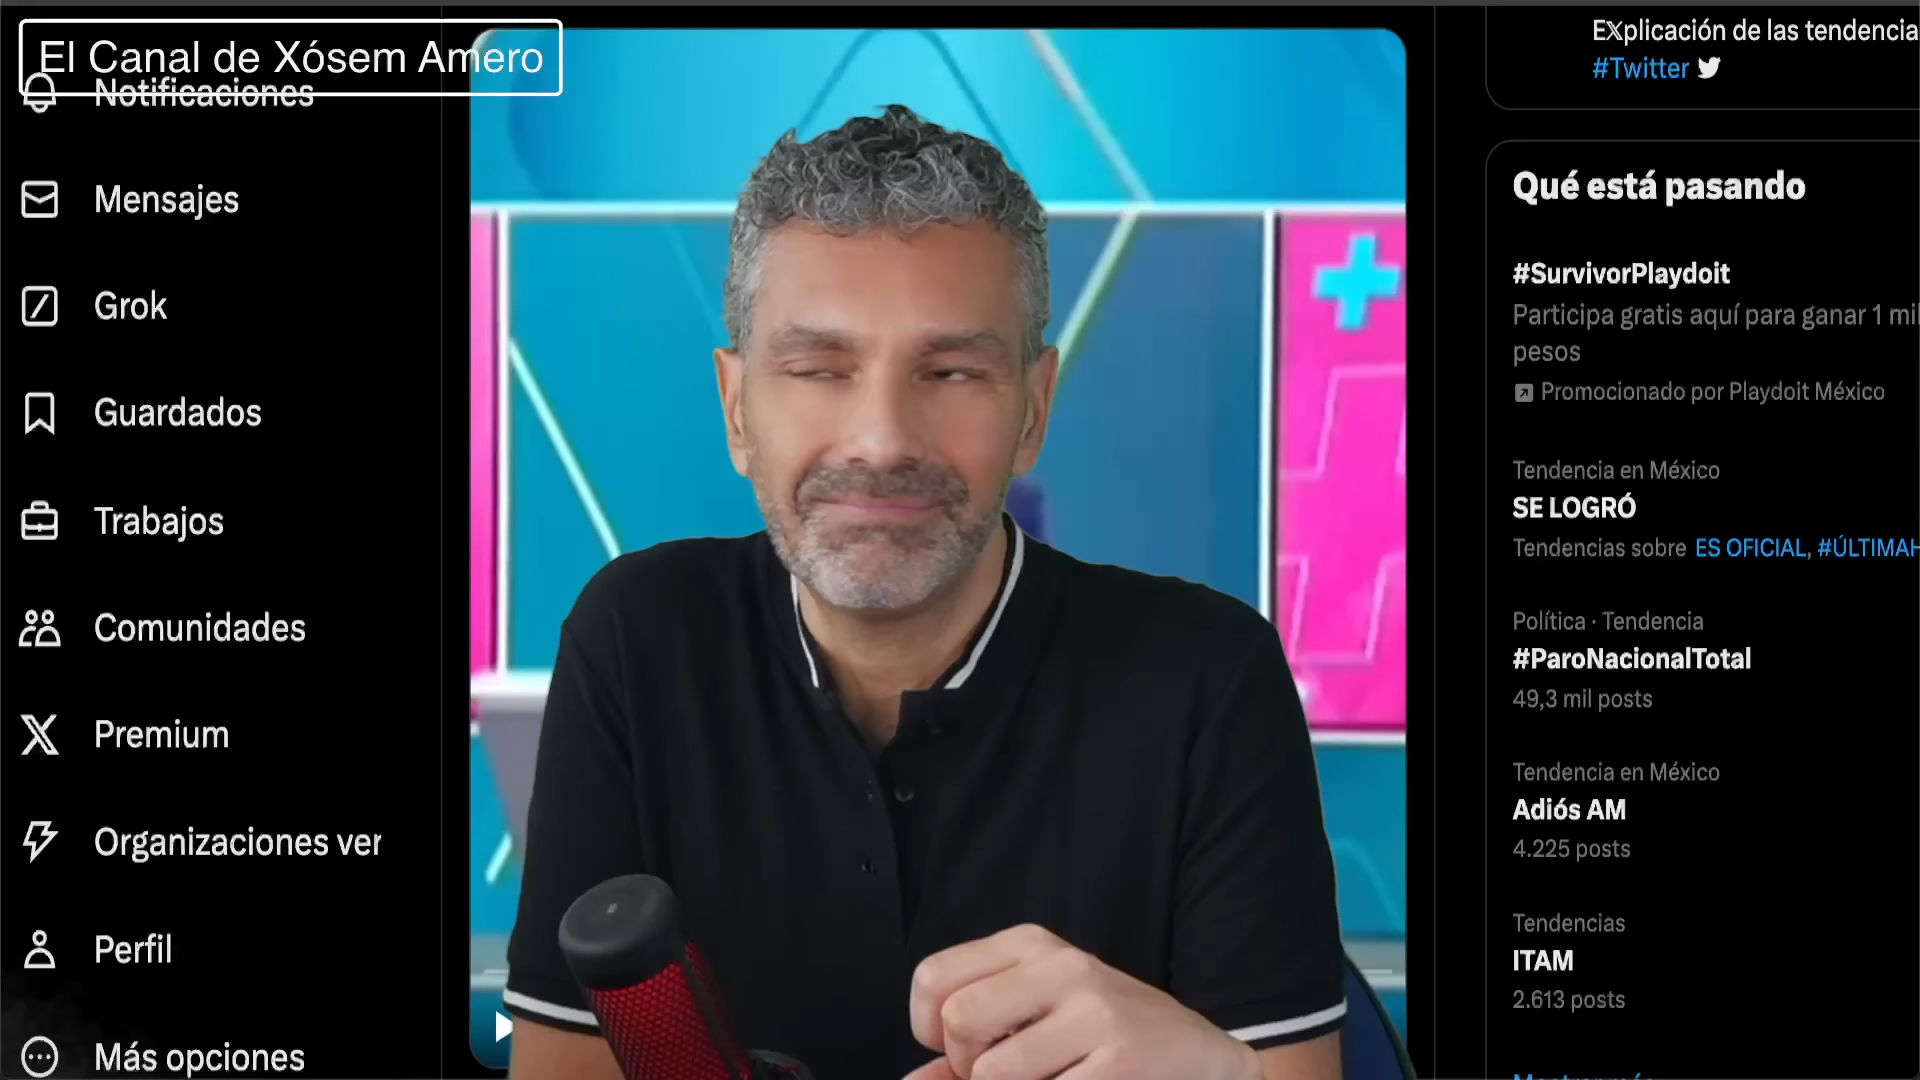 El Canal de Xósem Amero
Notificaciones
Mensajes
Grok
Guardados
Trabajos
Comunidades
Premium
Organizaciones ver
Perfil
Más opciones
E𝕏plicación de las tendencia
#Twitter
Qué está pasando
#SurvivorPlaydoit
Participa gratis aquí para ganar 1 mil
pesos
Promocionado por Playdoit México
Tendencia en México
SE LOGRÓ
Tendencias sobre ES OFICIAL, #ÚLTIMAH
Política · Tendencia
#ParoNacionalTotal
49,3 mil posts
Tendencia en México
Adiós AM
4.225 posts
Tendencias
ITAM
2.613 posts